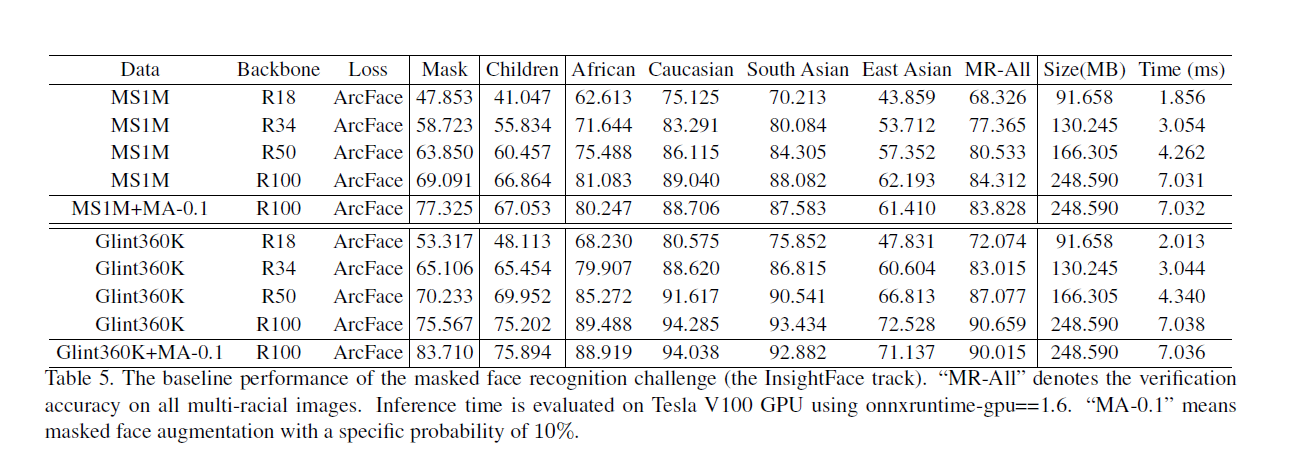 Data Backbone Loss Mask Children African Caucasian South Asian East Asian MR-All Size(MB) Time (ms)
MS1M R18 ArcFace 47.853 41.047 62.613 75.125 70.213 43.859 68.326 91.658 1.856
MS1M R34 ArcFace 58.723 55.834 71.644 83.291 80.084 53.712 77.365 130.245 3.054
MS1M R50 ArcFace 63.850 60.457 75.488 86.115 84.305 57.352 80.533 166.305 4.262
MS1M R100 ArcFace 69.091 66.864 81.083 89.040 88.082 62.193 84.312 248.590 7.031
MS1M+MA-0.1 R100 ArcFace 77.325 67.053 80.247 88.706 87.583 61.410 83.828 248.590 7.032
Glint360K R18 ArcFace 53.317 48.113 68.230 80.575 75.852 47.831 72.074 91.658 2.013
Glint360K R34 ArcFace 65.106 65.454 79.907 88.620 86.815 60.604 83.015 130.245 3.044
Glint360K R50 ArcFace 70.233 69.952 85.272 91.617 90.541 66.813 87.077 166.305 4.340
Glint360K R100 ArcFace 75.567 75.202 89.488 94.285 93.434 72.528 90.659 248.590 7.038
Glint360K+MA-0.1 R100 ArcFace 83.710 75.894 88.919 94.038 92.882 71.137 90.015 248.590 7.036
Table 5. The baseline performance of the masked face recognition challenge (the InsightFace track). “MR-All” denotes the verification
accuracy on all multi-racial images. Inference time is evaluated on Tesla V100 GPU using onnxruntime-gpu==1.6. “MA-0.1” means
masked face augmentation with a specific probability of 10%.